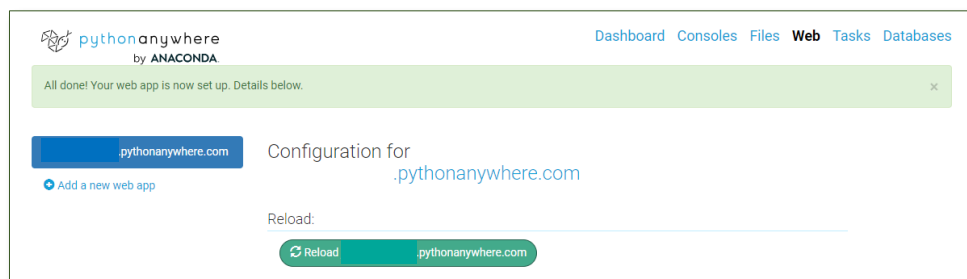 pythonanywhere
by ANACONDA.
Dashboard Consoles Files Web Tasks Databases
All done! Your web app is now set up. Details below. ×
.pythonanywhere.com
Add a new web app
Configuration for
.pythonanywhere.com
Reload:
Reload .pythonanywhere.com